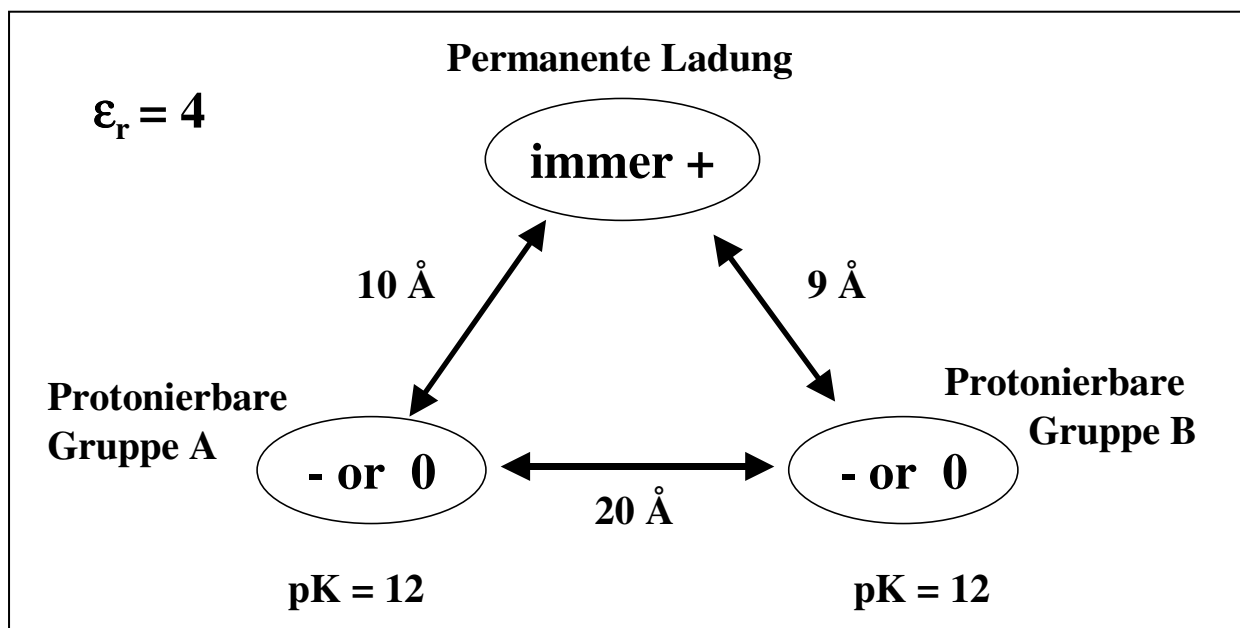 Permanente Ladung
εr = 4
immer +
10 Å
9 Å
Protonierbare
Gruppe A
Protonierbare
Gruppe B
- or 0
- or 0
20 Å
pK = 12
pK = 12